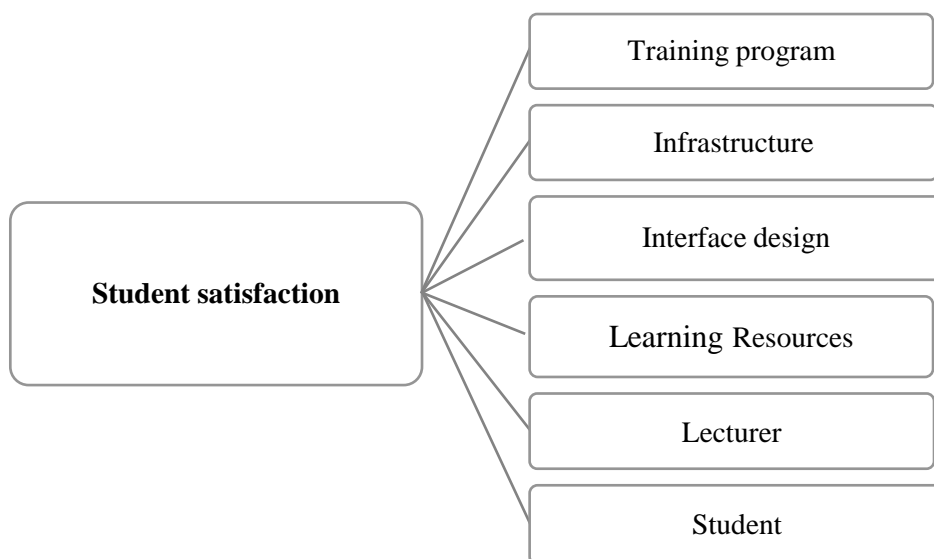 Training program
Infrastructure
Interface design
Student satisfaction
Learning Resources
Lecturer
Student